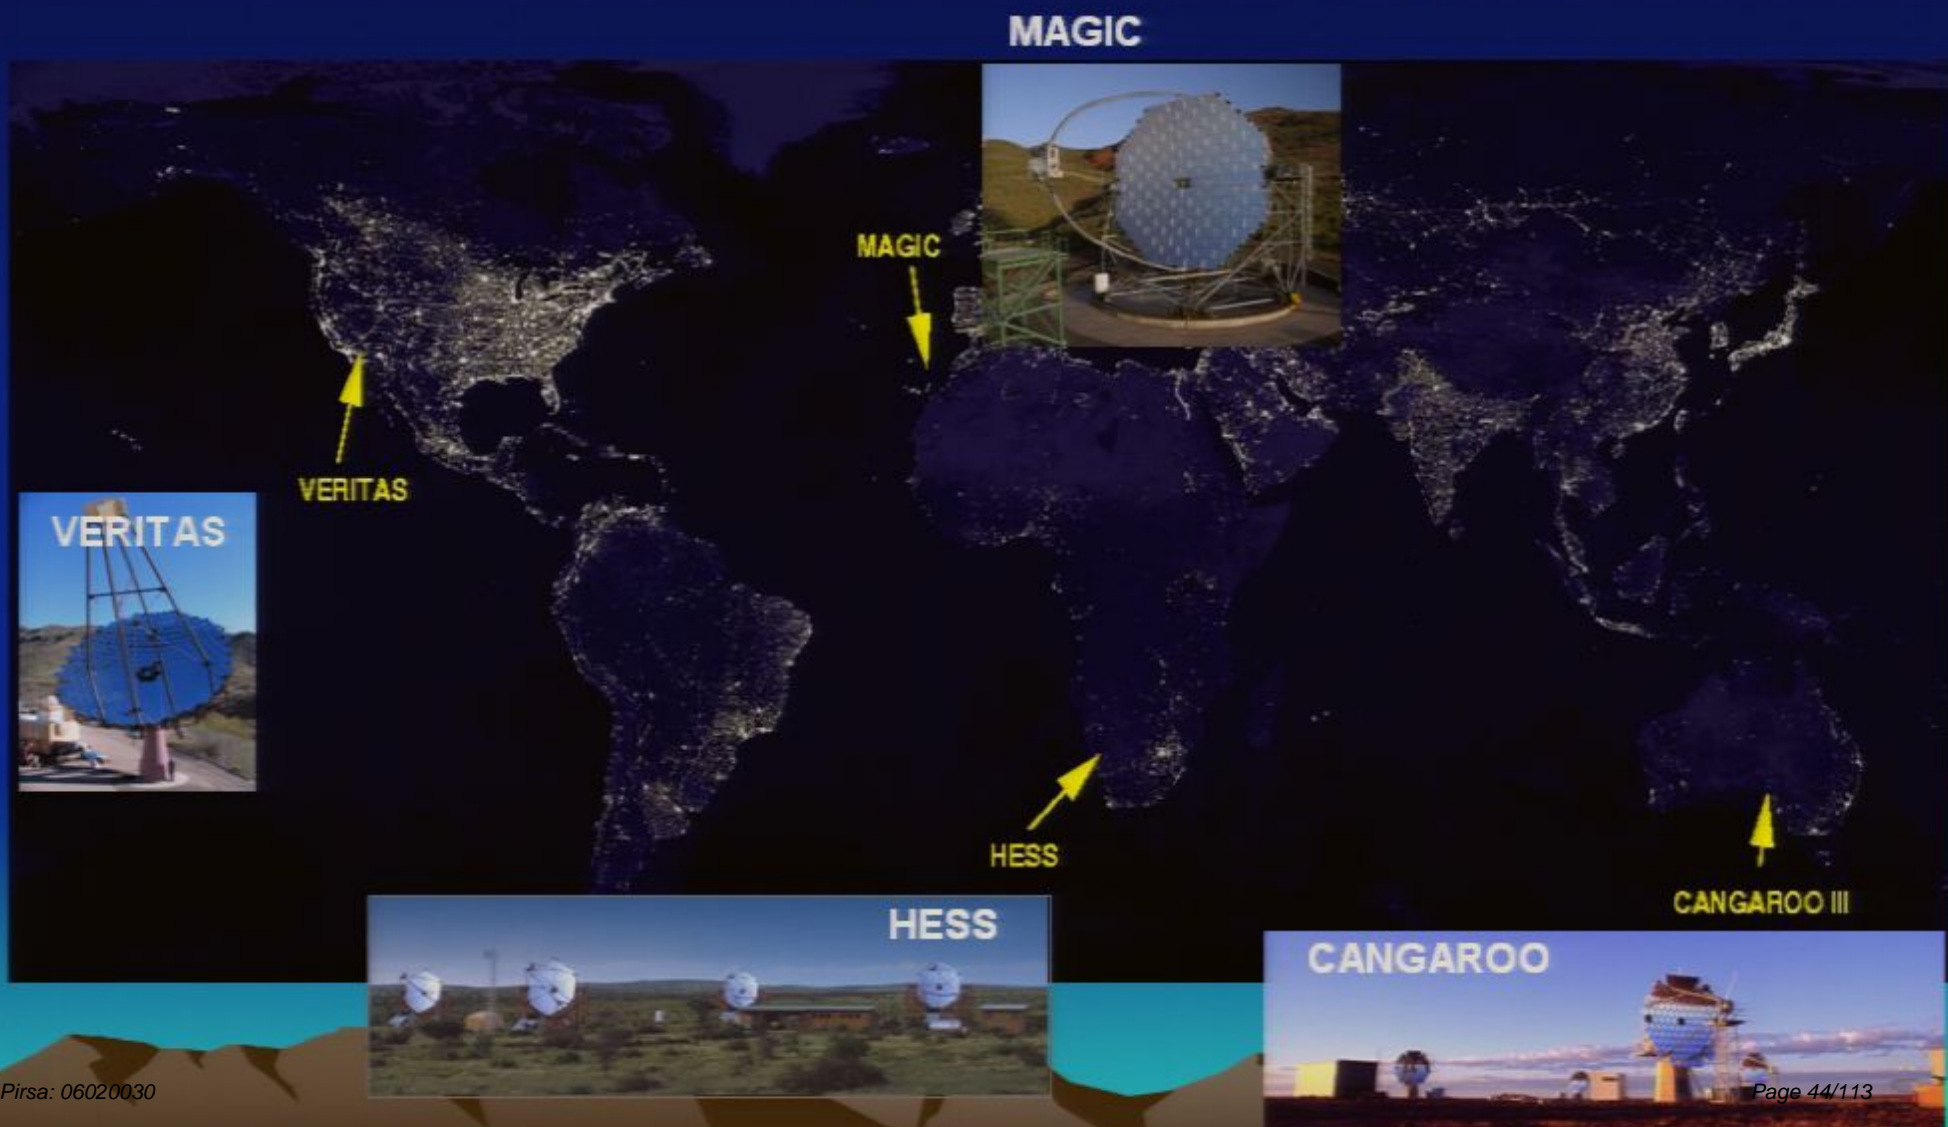 MAGIC
MAGIC
VERITAS
VERITAS
HESS
CANGAROO III
HESS
CANGAROO
Pirsa: 06020030
Page 44/113